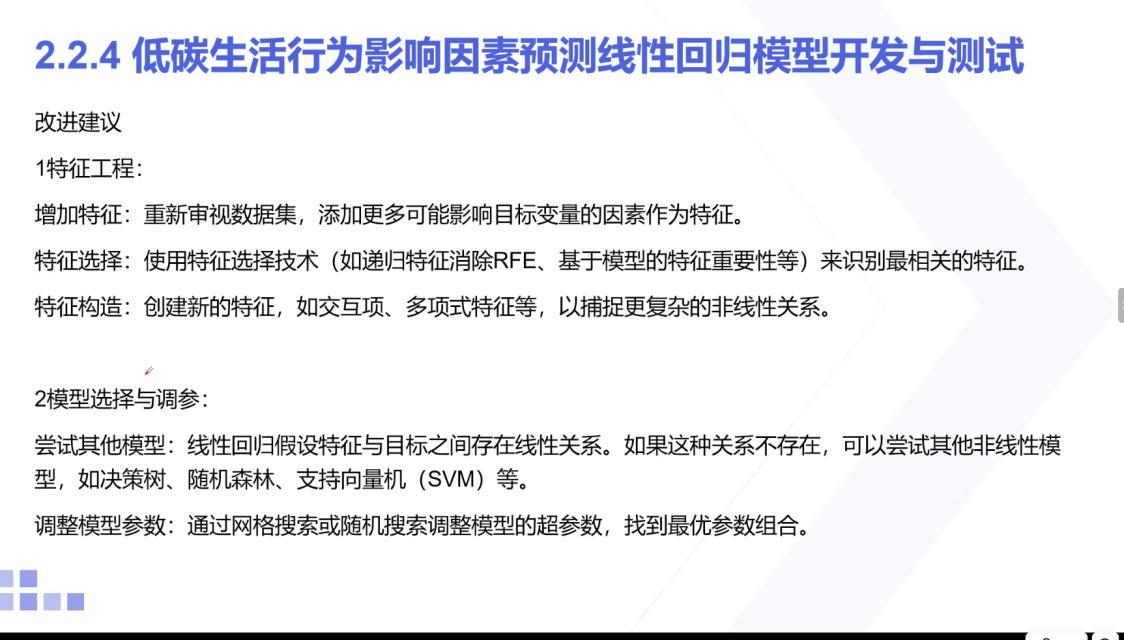 2.2.4 低碳生活行为影响因素预测线性回归模型开发与测试
改进建议
1特征工程：
增加特征：重新审视数据集，添加更多可能影响目标变量的因素作为特征。
特征选择：使用特征选择技术（如递归特征消除RFE、基于模型的特征重要性等）来识别最相关的特征。
特征构造：创建新的特征，如交互项、多项式特征等，以捕捉更复杂的非线性关系。
2模型选择与调参：
尝试其他模型：线性回归假设特征与目标之间存在线性关系。如果这种关系不存在，可以尝试其他非线性模
型，如决策树、随机森林、支持向量机（SVM）等。
调整模型参数：通过网格搜索或随机搜索调整模型的超参数，找到最优参数组合。